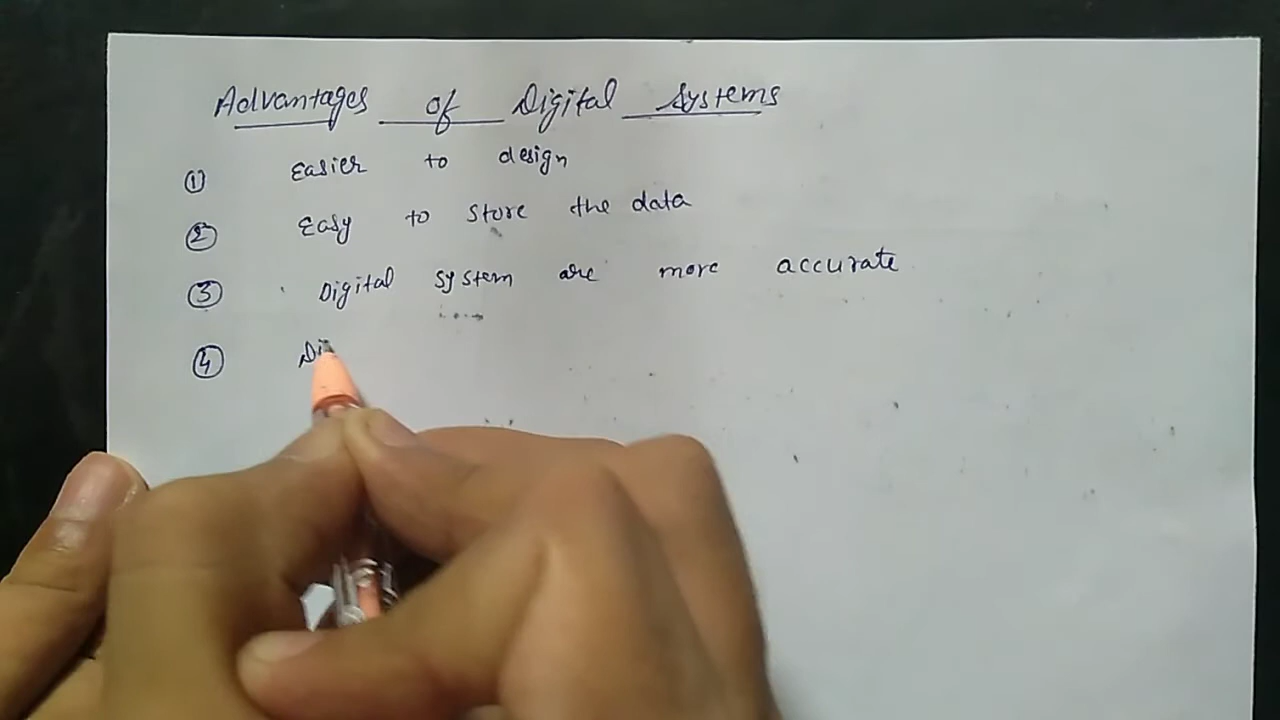 Advantages of Digital Systems
① Easier to design
② Easy to store the data
③ Digital system are more accurate
④ Di